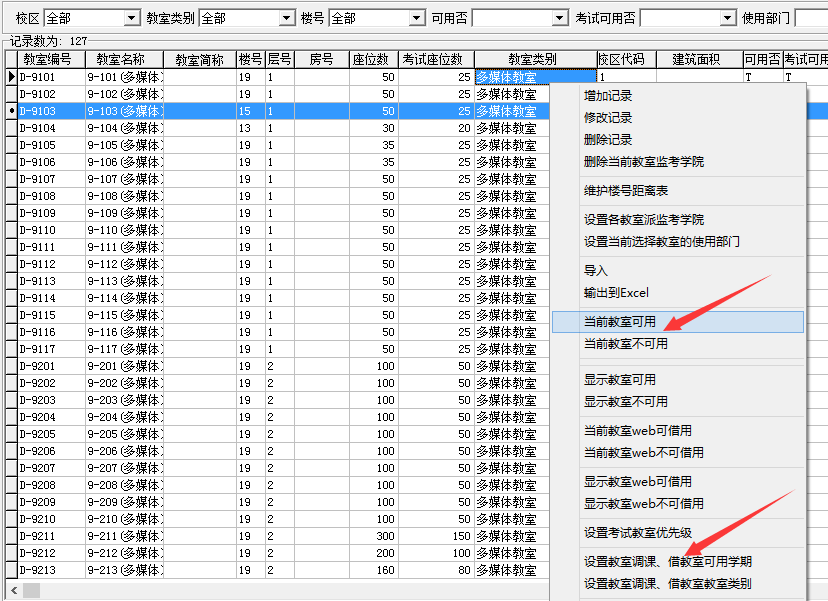 校区 全部 教室类别 全部 楼号 全部 可用否 考试可用否 使用部门
记录数为: 127
教室编号 教室名称 教室简称 楼号 层号 房号 座位数 考试座位数 教室类别 校区代码 建筑面积 可用否 考试可用
D-9101 9-101(多媒体) 19 1 50 25 多媒体教室 1 T T
D-9102 9-102(多媒体) 19 1 50 25 多媒体教室
D-9103 9-103(多媒体) 15 1 50 25 多媒体教室
D-9104 9-104(多媒体) 13 1 30 20 多媒体教室
D-9105 9-105(多媒体) 19 1 35 25 多媒体教室
D-9106 9-106(多媒体) 19 1 35 25 多媒体教室
D-9107 9-107(多媒体) 19 1 50 25 多媒体教室
D-9108 9-108(多媒体) 19 1 50 25 多媒体教室
D-9109 9-109(多媒体) 19 1 50 25 多媒体教室
D-9110 9-110(多媒体) 19 1 50 25 多媒体教室
D-9111 9-111(多媒体) 19 1 50 25 多媒体教室
D-9112 9-112(多媒体) 19 1 50 25 多媒体教室
D-9113 9-113(多媒体) 19 1 50 25 多媒体教室
D-9114 9-114(多媒体) 19 1 50 25 多媒体教室
D-9115 9-115(多媒体) 19 1 50 25 多媒体教室
D-9116 9-116(多媒体) 19 1 50 25 多媒体教室
D-9117 9-117(多媒体) 19 1 50 25 多媒体教室
D-9201 9-201(多媒体) 19 2 100 50 多媒体教室
D-9202 9-202(多媒体) 19 2 100 50 多媒体教室
D-9203 9-203(多媒体) 19 2 100 50 多媒体教室
D-9204 9-204(多媒体) 19 2 100 50 多媒体教室
D-9205 9-205(多媒体) 19 2 100 50 多媒体教室
D-9206 9-206(多媒体) 19 2 100 50 多媒体教室
D-9207 9-207(多媒体) 19 2 100 50 多媒体教室
D-9208 9-208(多媒体) 19 2 100 50 多媒体教室
D-9209 9-209(多媒体) 19 2 100 50 多媒体教室
D-9210 9-210(多媒体) 19 2 100 50 多媒体教室
D-9211 9-211(多媒体) 19 2 300 150 多媒体教室
D-9212 9-212(多媒体) 19 2 200 100 多媒体教室
D-9213 9-213(多媒体) 19 2 160 80 多媒体教室
增加记录
修改记录
删除记录
删除当前教室监考学院
维护楼号距离表
设置各教室派监考学院
设置当前选择教室的使用部门
导入
输出到Excel
当前教室可用
当前教室不可用
显示教室可用
显示教室不可用
当前教室web可借用
当前教室web不可借用
显示教室web可借用
显示教室web不可借用
设置考试教室优先级
设置教室调课、借教室可用学期
设置教室调课、借教室教室类别